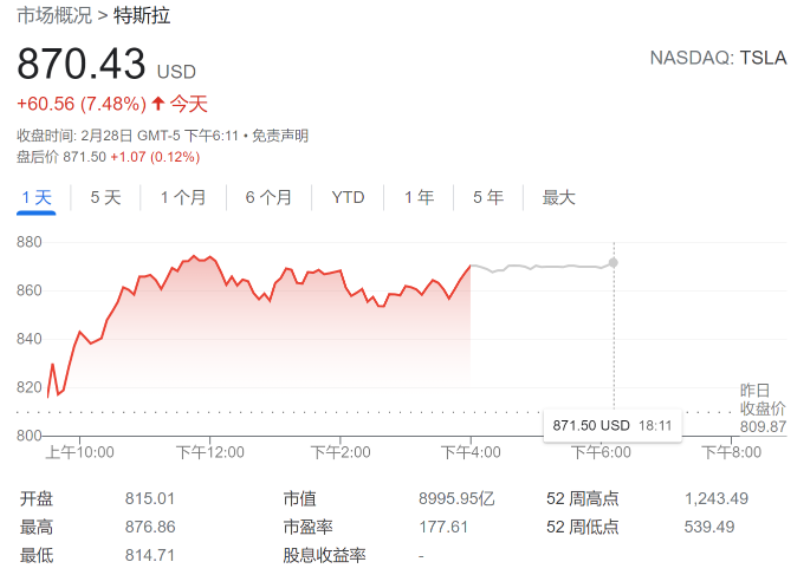 市场概况 > 特斯拉
870.43 USD
NASDAQ: TSLA
+60.56 (7.48%) ↑ 今天
收盘时间: 2月28日 GMT-5 下午6:11 • 免责声明
盘后价 871.50 +1.07 (0.12%)
1 天 5 天 1 个月 6 个月 YTD 1 年 5 年 最大
880
860
840
820
800
昨日
收盘价
809.87
871.50 USD 18:11
上午10:00 下午12:00 下午2:00 下午4:00 下午6:00 下午8:00
开盘 815.01 市值 8995.95亿 52 周高点 1,243.49
最高 876.86 市盈率 177.61 52 周低点 539.49
最低 814.71 股息收益率 -